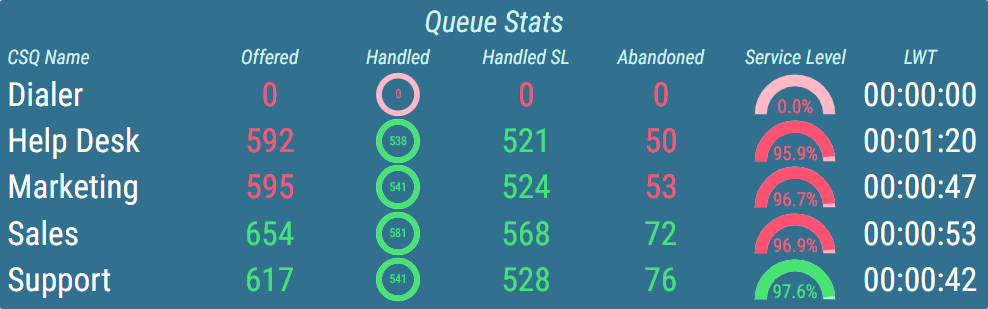 Queue Stats
CSQ Name Offered Handled Handled SL Abandoned Service Level LWT
Dialer 0 0 0 0 0.0% 00:00:00
Help Desk 592 538 521 50 95.9% 00:01:20
Marketing 595 541 524 53 96.7% 00:00:47
Sales 654 581 568 72 96.9% 00:00:53
Support 617 541 528 76 97.6% 00:00:42